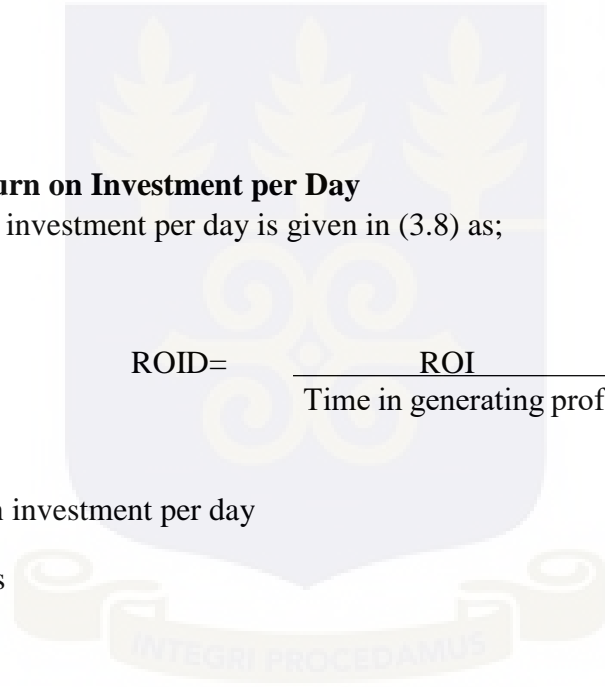 urn on Investment per Day
investment per day is given in (3.8) as;
ROID= ROI
Time in generating prof
investment per day
INTEGRI PROCEDAMUS